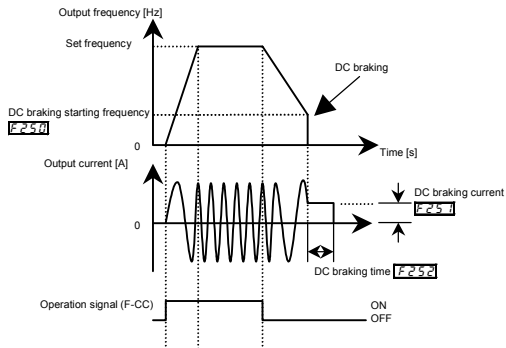 Output frequency [Hz]
Set frequency
DC braking
DC braking starting frequency
F250
0
Time [s]
Output current [A]
DC braking current
F251
0
DC braking time F252
Operation signal (F-CC)
ON
OFF